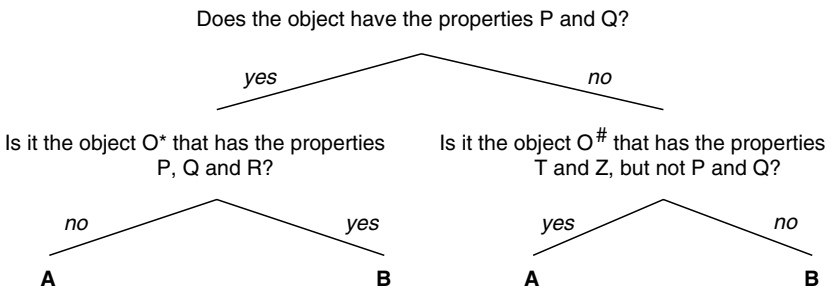 Does the object have the properties P and Q?
yes
no
Is it the object O* that has the properties
P, Q and R?
Is it the object O# that has the properties
T and Z, but not P and Q?
no
yes
yes
no
A
B
A
B